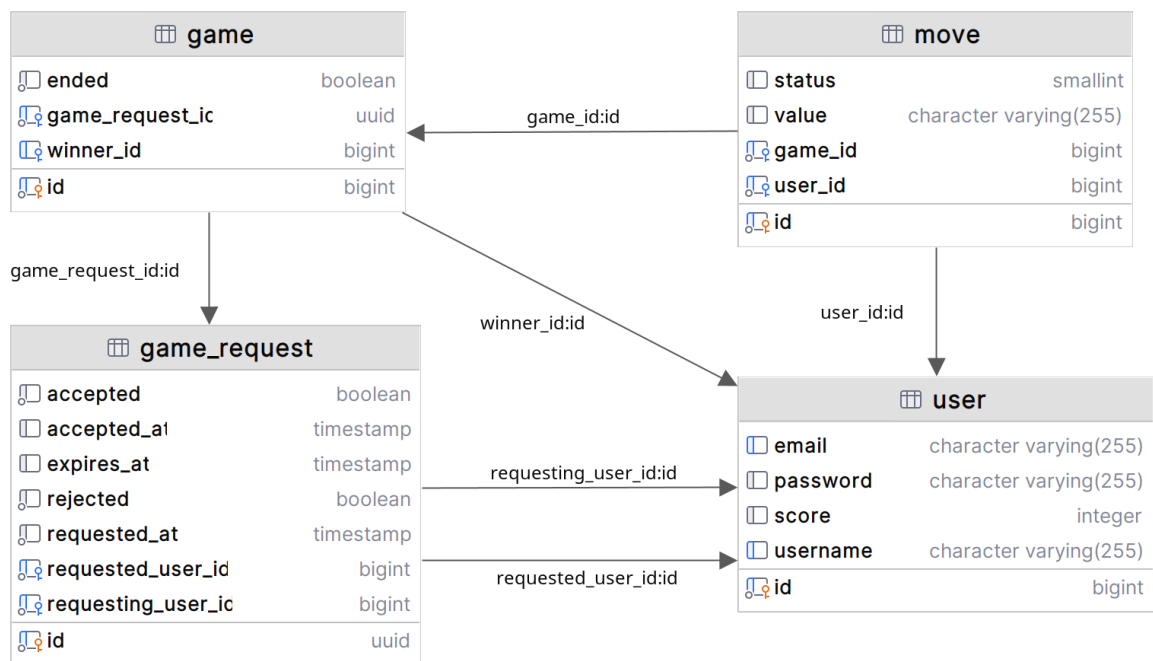 game
ended boolean
game_request_ic uuid
winner_id bigint
id bigint
move
status smallint
value character varying(255)
game_id bigint
user_id bigint
id bigint
game_id:id
game_request_id:id
winner_id:id
user_id:id
game_request
accepted boolean
accepted_at timestamp
expires_at timestamp
rejected boolean
requested_at timestamp
requested_user_id bigint
requesting_user_id bigint
id uuid
requesting_user_id:id
requested_user_id:id
user
email character varying(255)
password character varying(255)
score integer
username character varying(255)
id bigint